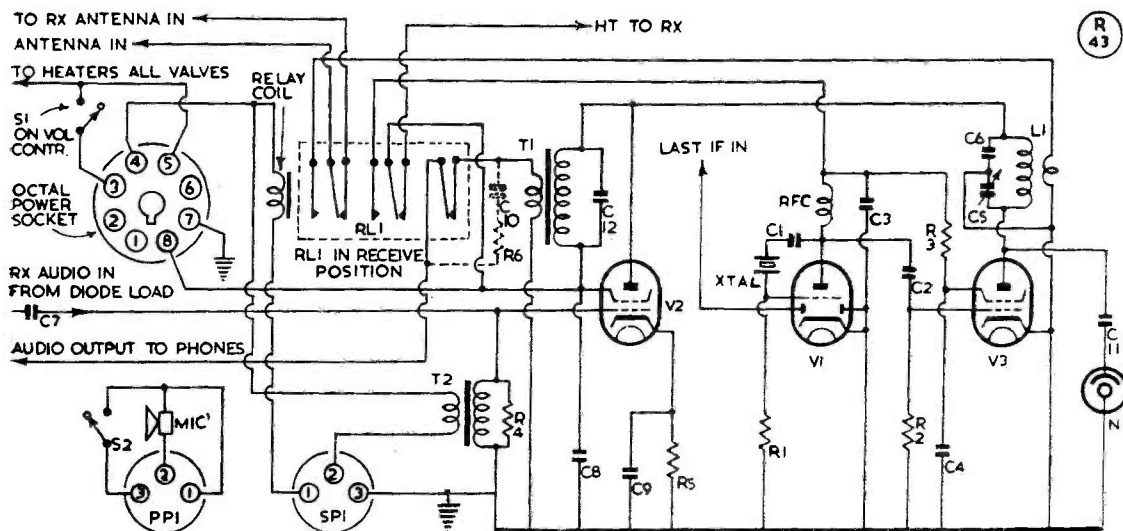 TO RX ANTENNA IN
HT TO RX
R
43
ANTENNA IN
TO HEATERS ALL VALVES
RELAY
COIL
S1
ON VOL
CONTR.
4
5
3
6
2
7
1
8
OCTAL
POWER
SOCKET
T1
LAST IF IN
C6
L1
C5
C
10
R6
C
12
RL1
RL1 IN RECEIVE
POSITION
RFC
C3
R
3
C1
XTAL
C2
RX AUDIO IN
FROM DIODE LOAD
C7
V2
V1
V3
C
11
N
AUDIO OUTPUT TO PHONES
T2
R
4
S2
MIC'
R1
R
2
C4
C8
C9
R5
2
3
1
PP1
2
1
3
SP1